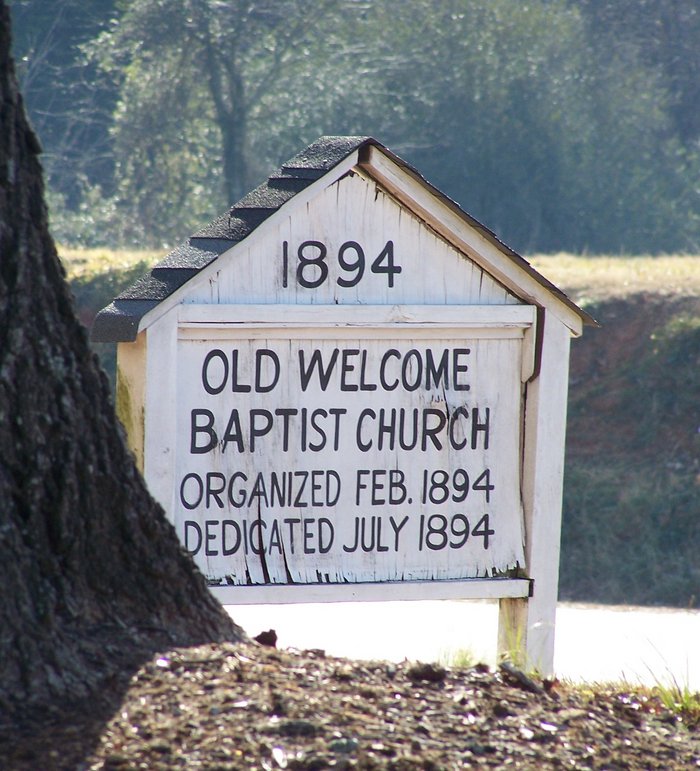 1894
OLD WELCOME
BAPTIST CHURCH
ORGANIZED FEB. 1894
DEDICATED JULY 1894